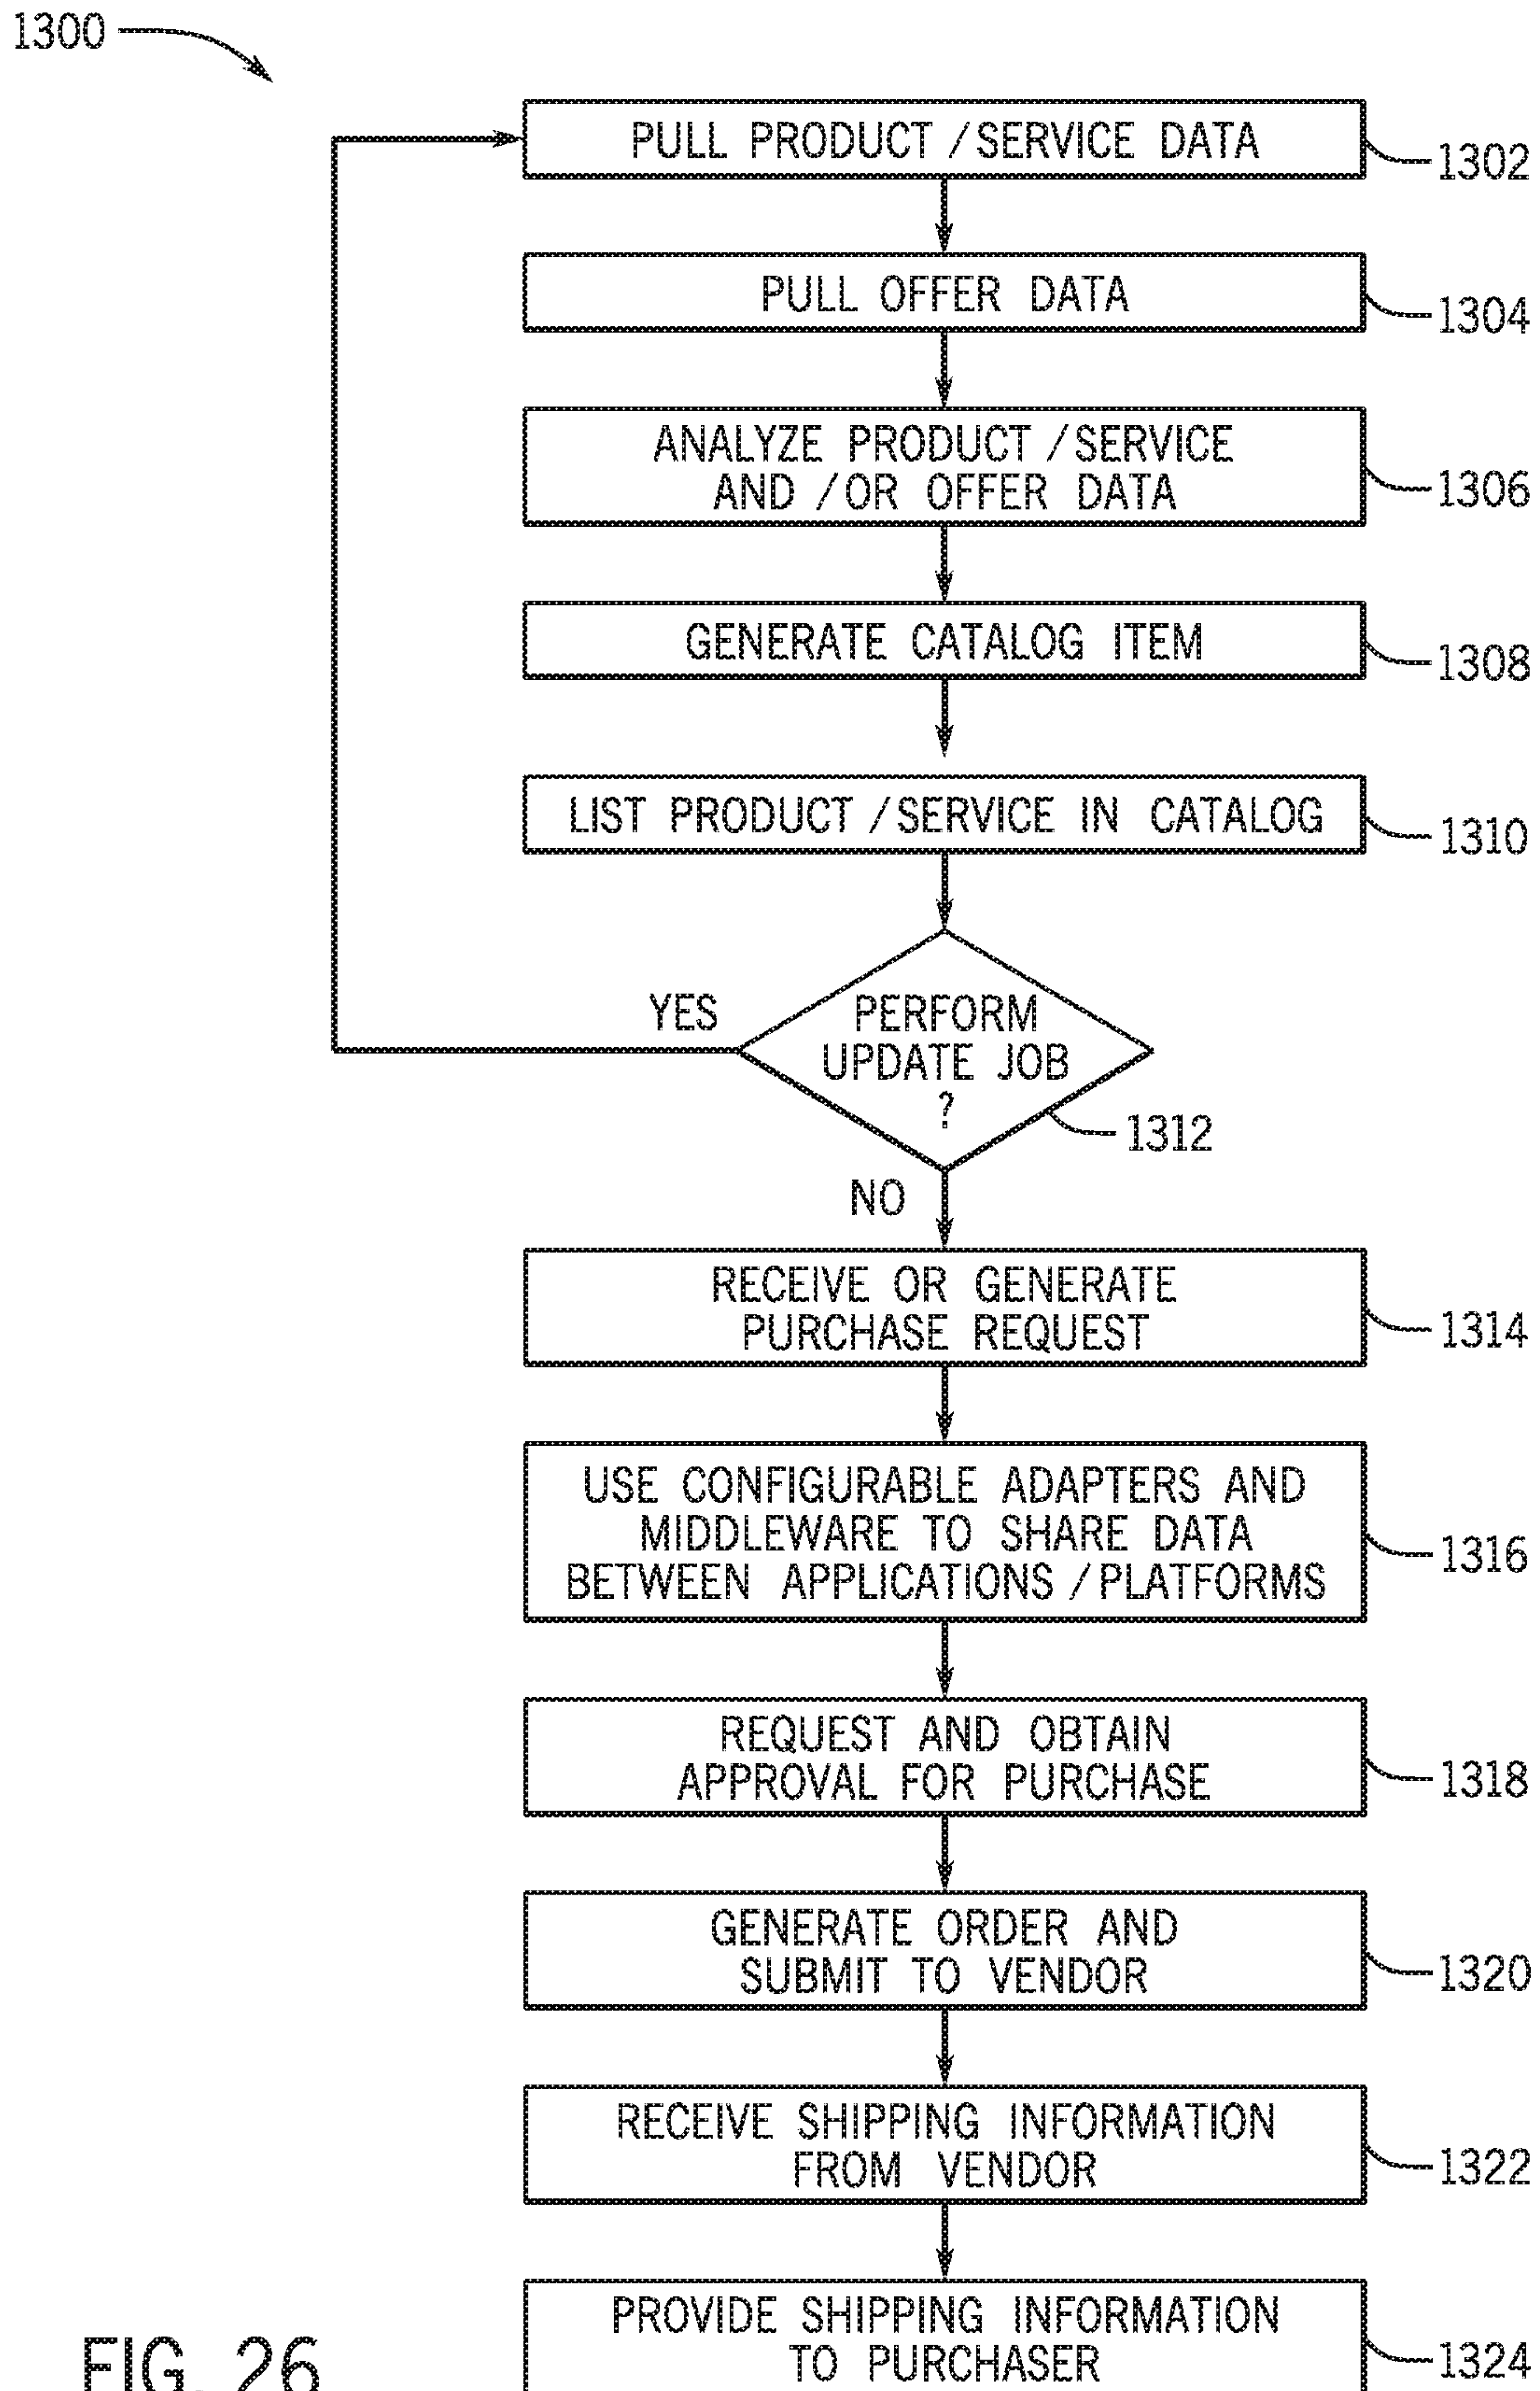 1300
PULL PRODUCT / SERVICE DATA
1302
PULL OFFER DATA
1304
ANALYZE PRODUCT / SERVICE
AND / OR OFFER DATA
1306
GENERATE CATALOG ITEM
1308
LIST PRODUCT / SERVICE IN CATALOG
1310
YES
PERFORM
UPDATE JOB
?
1312
NO
RECEIVE OR GENERATE
PURCHASE REQUEST
1314
USE CONFIGURABLE ADAPTERS AND
MIDDLEWARE TO SHARE DATA
BETWEEN APPLICATIONS / PLATFORMS
1316
REQUEST AND OBTAIN
APPROVAL FOR PURCHASE
1318
GENERATE ORDER AND
SUBMIT TO VENDOR
1320
RECEIVE SHIPPING INFORMATION
FROM VENDOR
1322
PROVIDE SHIPPING INFORMATION
TO PURCHASER
1324
FIG. 26